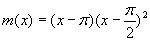 m(x) = (x − π)(x − π/2)²